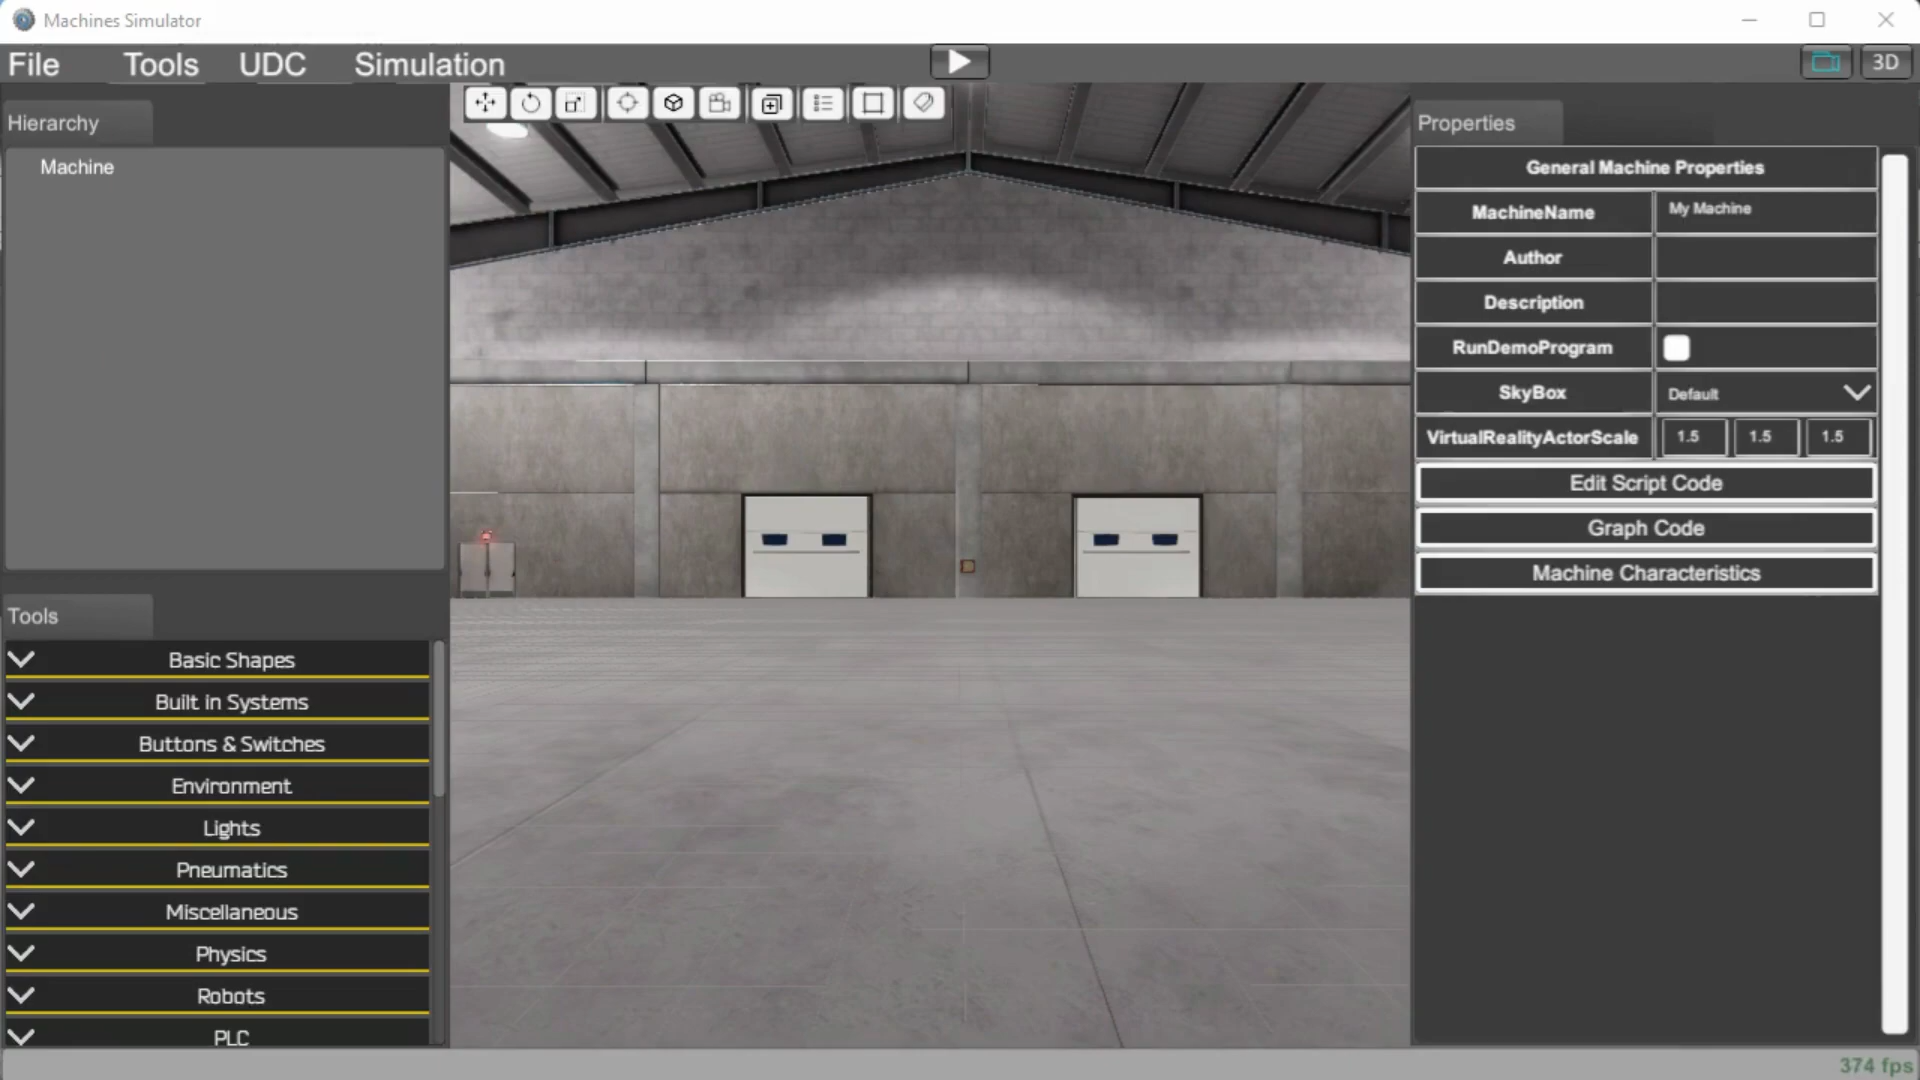 Machines Simulator
File Tools UDC Simulation 3D
Hierarchy
Machine
Tools
Basic Shapes
Built in Systems
Buttons & Switches
Environment
Lights
Pneumatics
Miscellaneous
Physics
Robots
PLC
Properties
General Machine Properties
MachineName My Machine
Author
Description
RunDemoProgram
SkyBox Default
VirtualRealityActorScale 1.5 1.5 1.5
Edit Script Code
Graph Code
Machine Characteristics
374 fps